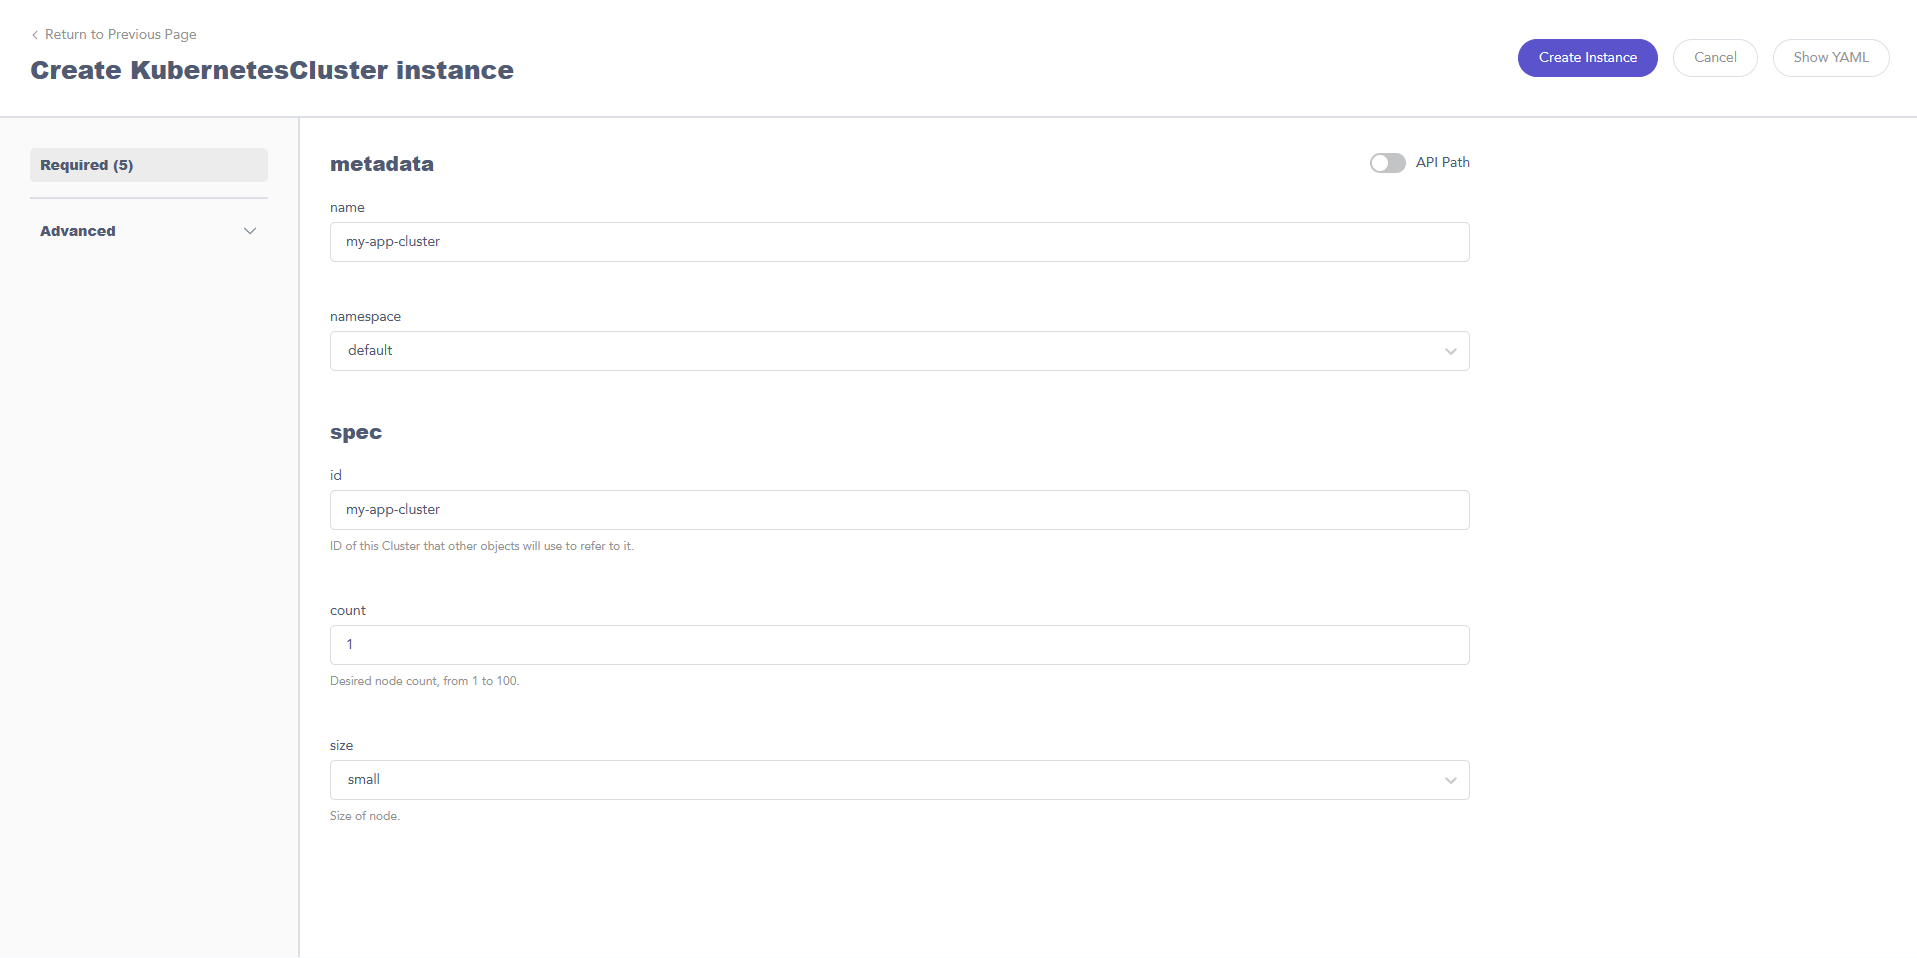 Return to Previous Page
Create KubernetesCluster instance
Create Instance
Cancel
Show YAML
Required (5)
Advanced
metadata
API Path
name
my-app-cluster
namespace
default
spec
id
my-app-cluster
ID of this Cluster that other objects will use to refer to it.
count
1
Desired node count, from 1 to 100.
size
small
Size of node.